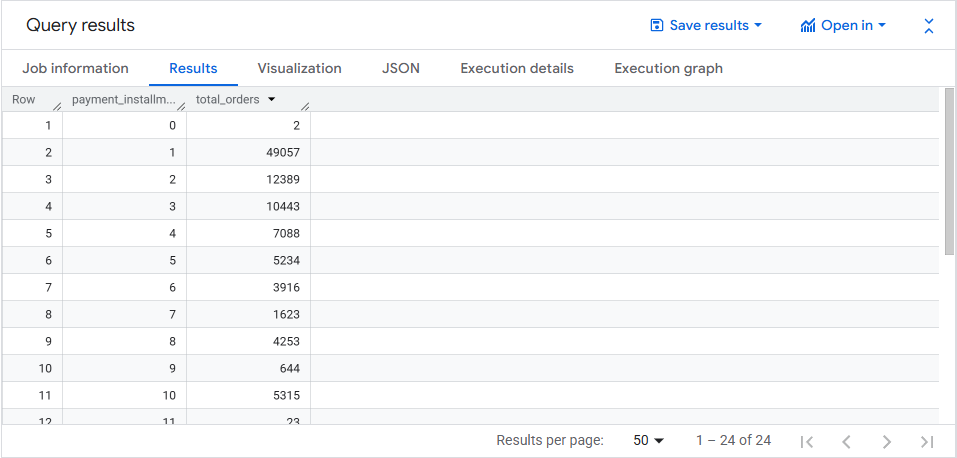 Query results Save results Open in
Job information Results Visualization JSON Execution details Execution graph
Row payment_installm... total_orders
1 0 2
2 1 49057
3 2 12389
4 3 10443
5 4 7088
6 5 5234
7 6 3916
8 7 1623
9 8 4253
10 9 644
11 10 5315
12 11 23
Results per page: 50 1 – 24 of 24